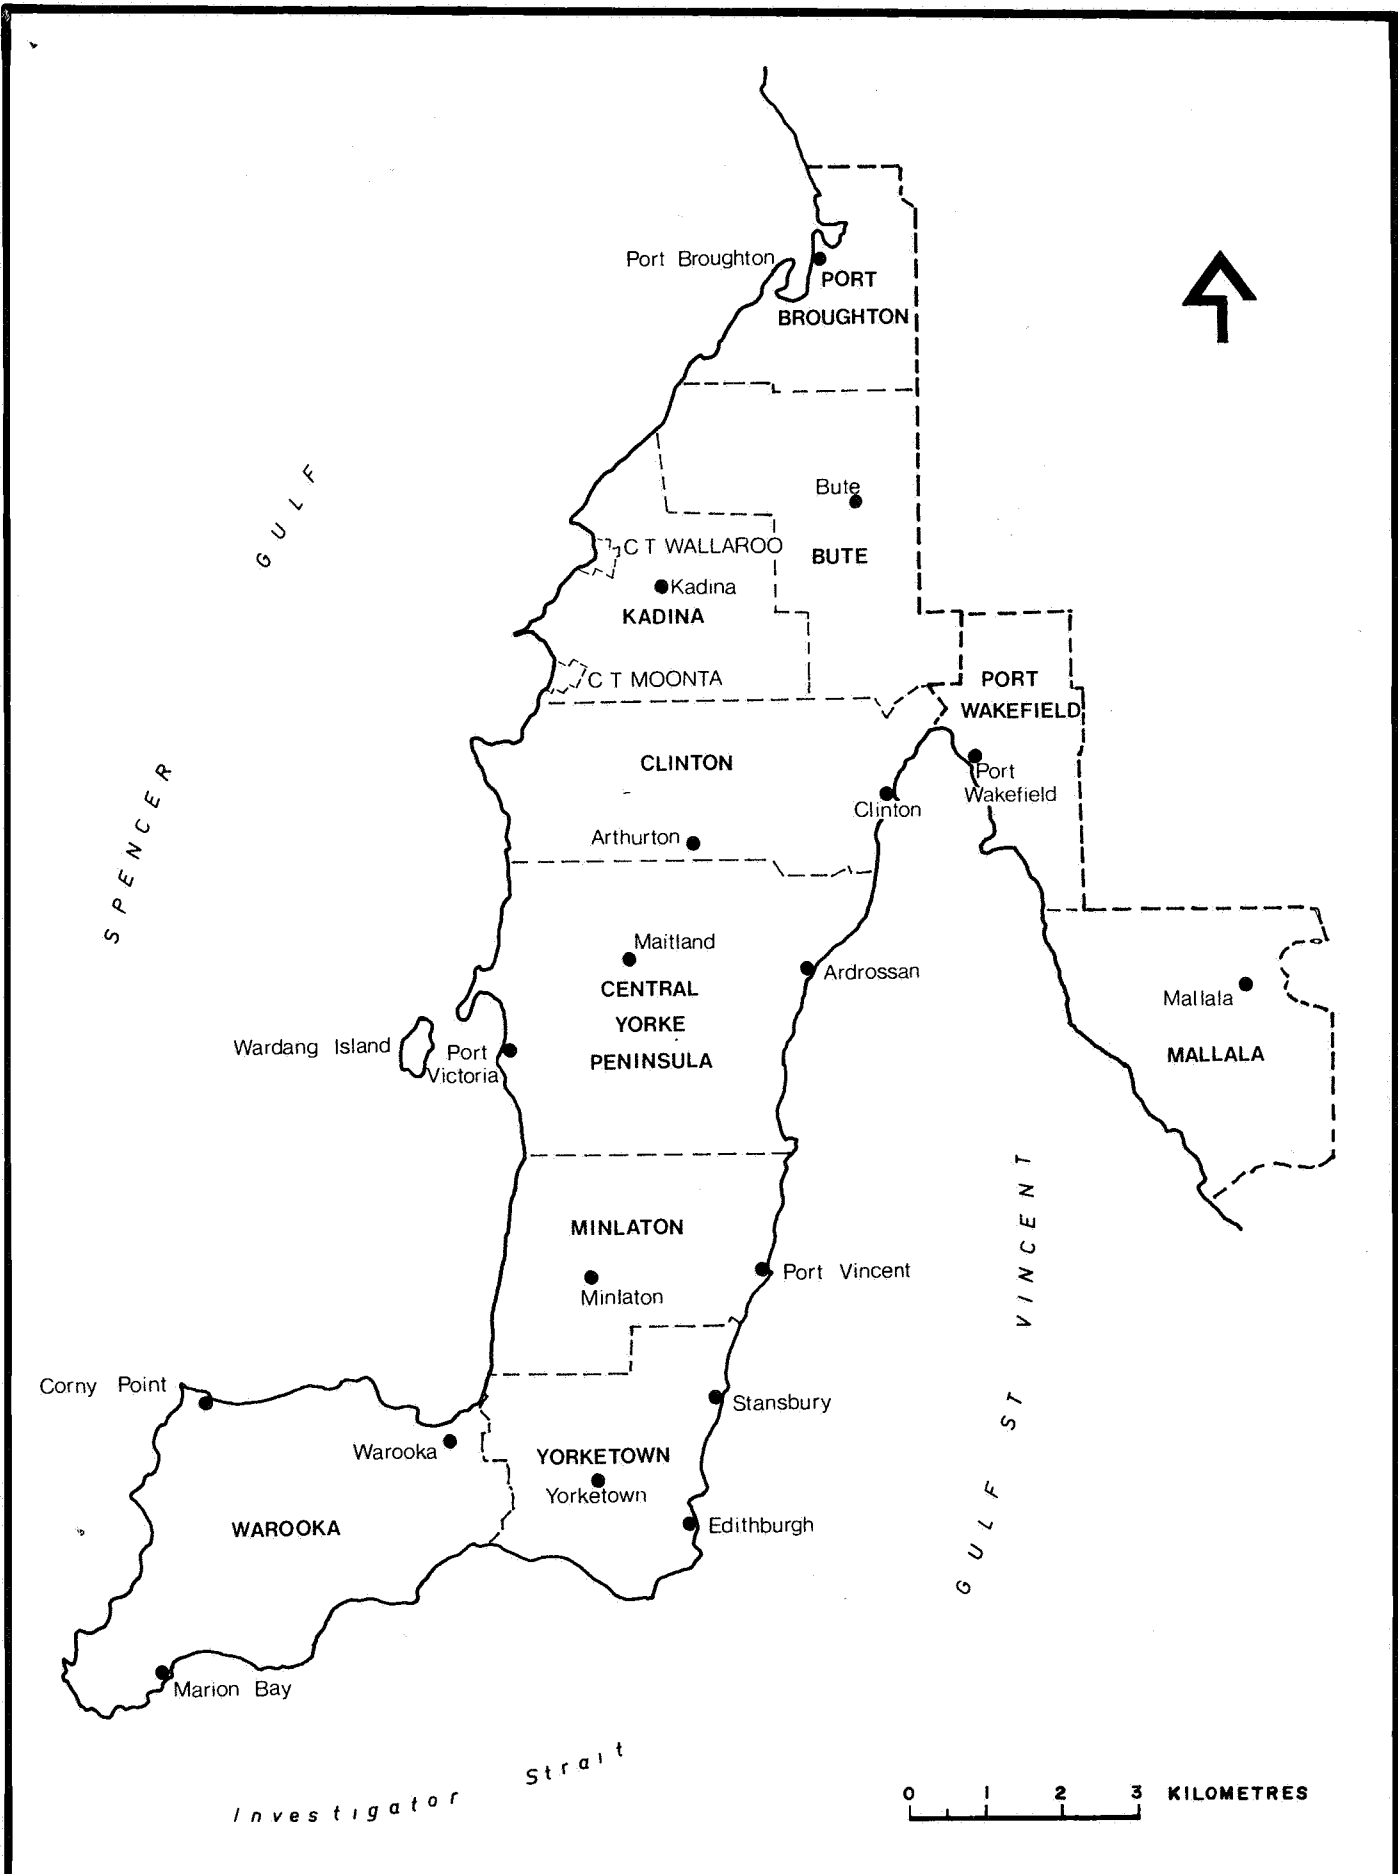 Port Broughton
PORT
BROUGHTON
GULF
Bute
BUTE
C T WALLAROO
Kadina
KADINA
C T MOONTA
PORT
WAKEFIELD
SPENCER
CLINTON
Port
Wakefield
Clinton
Arthurton
Maitland
Ardrossan
CENTRAL
YORKE
PENINSULA
Mallala
MALLALA
Wardang Island
Port
Victoria
MINLATON
Minlaton
Port Vincent
GULF ST VINCENT
Corny Point
Stansbury
Warooka
YORKETOWN
Yorketown
WAROOKA
Edithburgh
Marion Bay
Investigator Strait
0 1 2 3 KILOMETRES